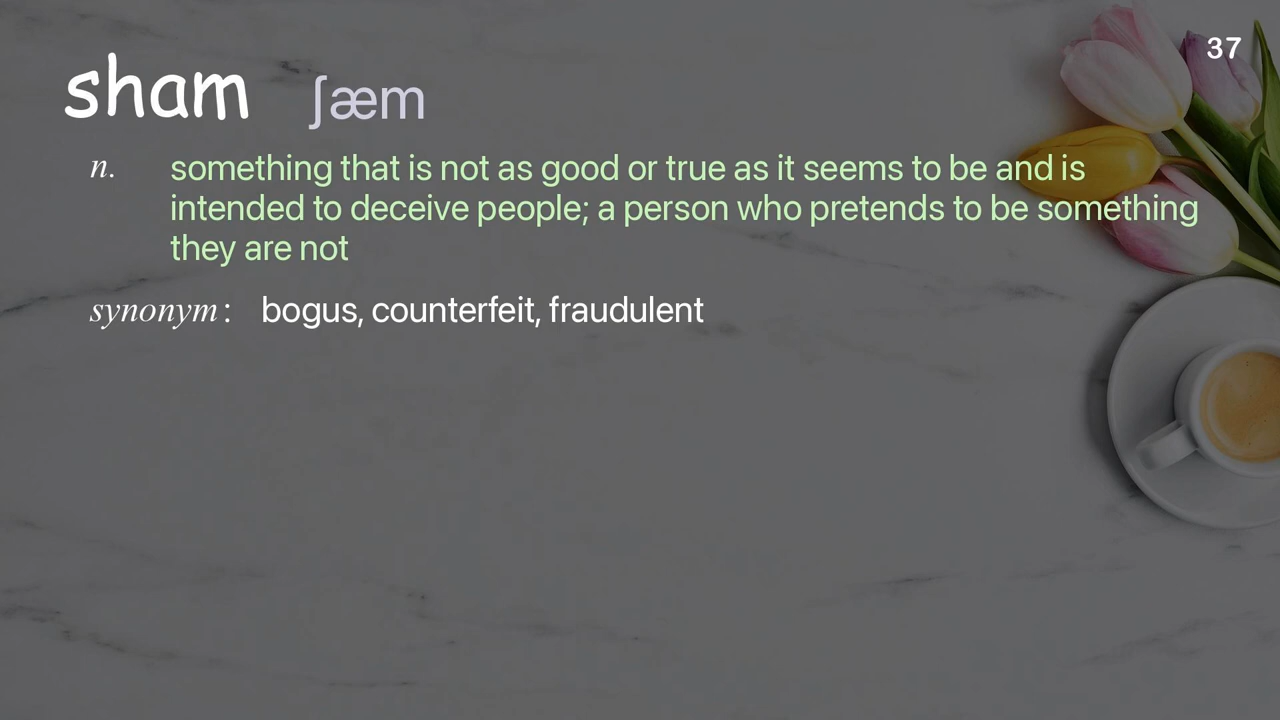 37
sham ʃæm
n. something that is not as good or true as it seems to be and is
intended to deceive people; a person who pretends to be something
they are not
synonym: bogus, counterfeit, fraudulent